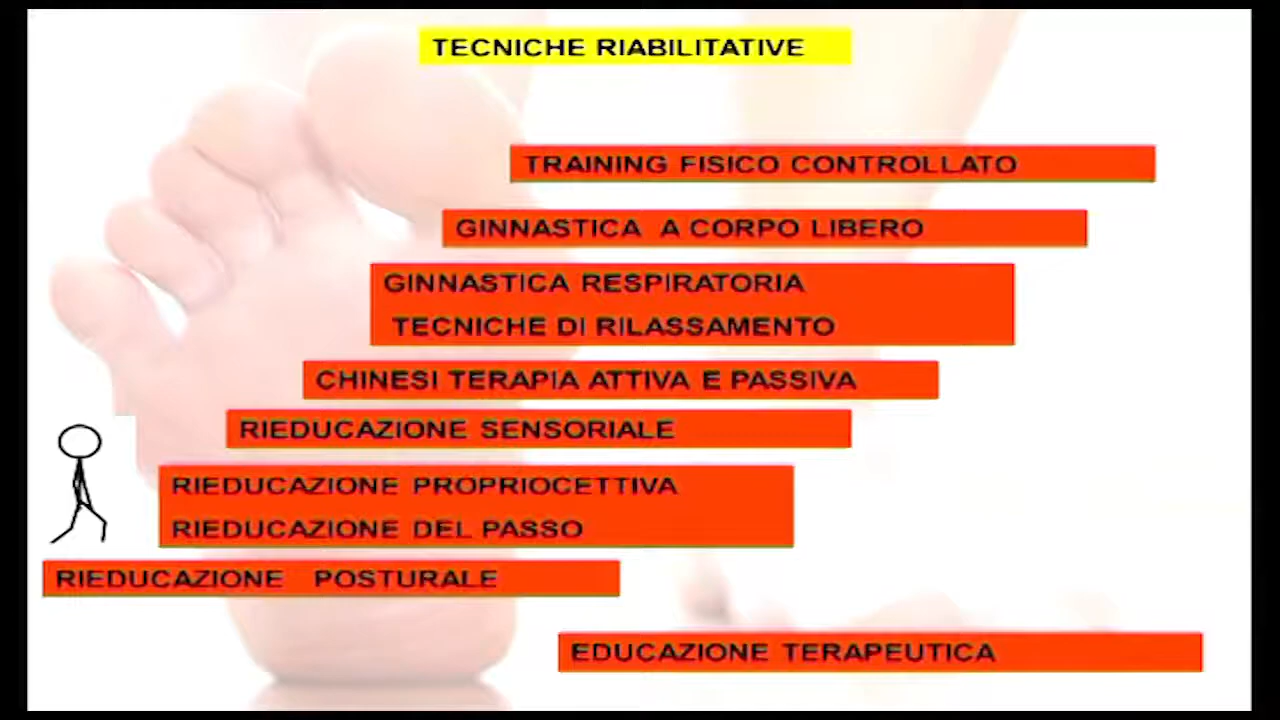 TECNICHE RIABILITATIVE
TRAINING FISICO CONTROLLATO
GINNASTICA A CORPO LIBERO
GINNASTICA RESPIRATORIA
TECNICHE DI RILASSAMENTO
CHINESI TERAPIA ATTIVA E PASSIVA
RIEDUCAZIONE SENSORIALE
RIEDUCAZIONE PROPRIOCETTIVA
RIEDUCAZIONE DEL PASSO
RIEDUCAZIONE POSTURALE
EDUCAZIONE TERAPEUTICA